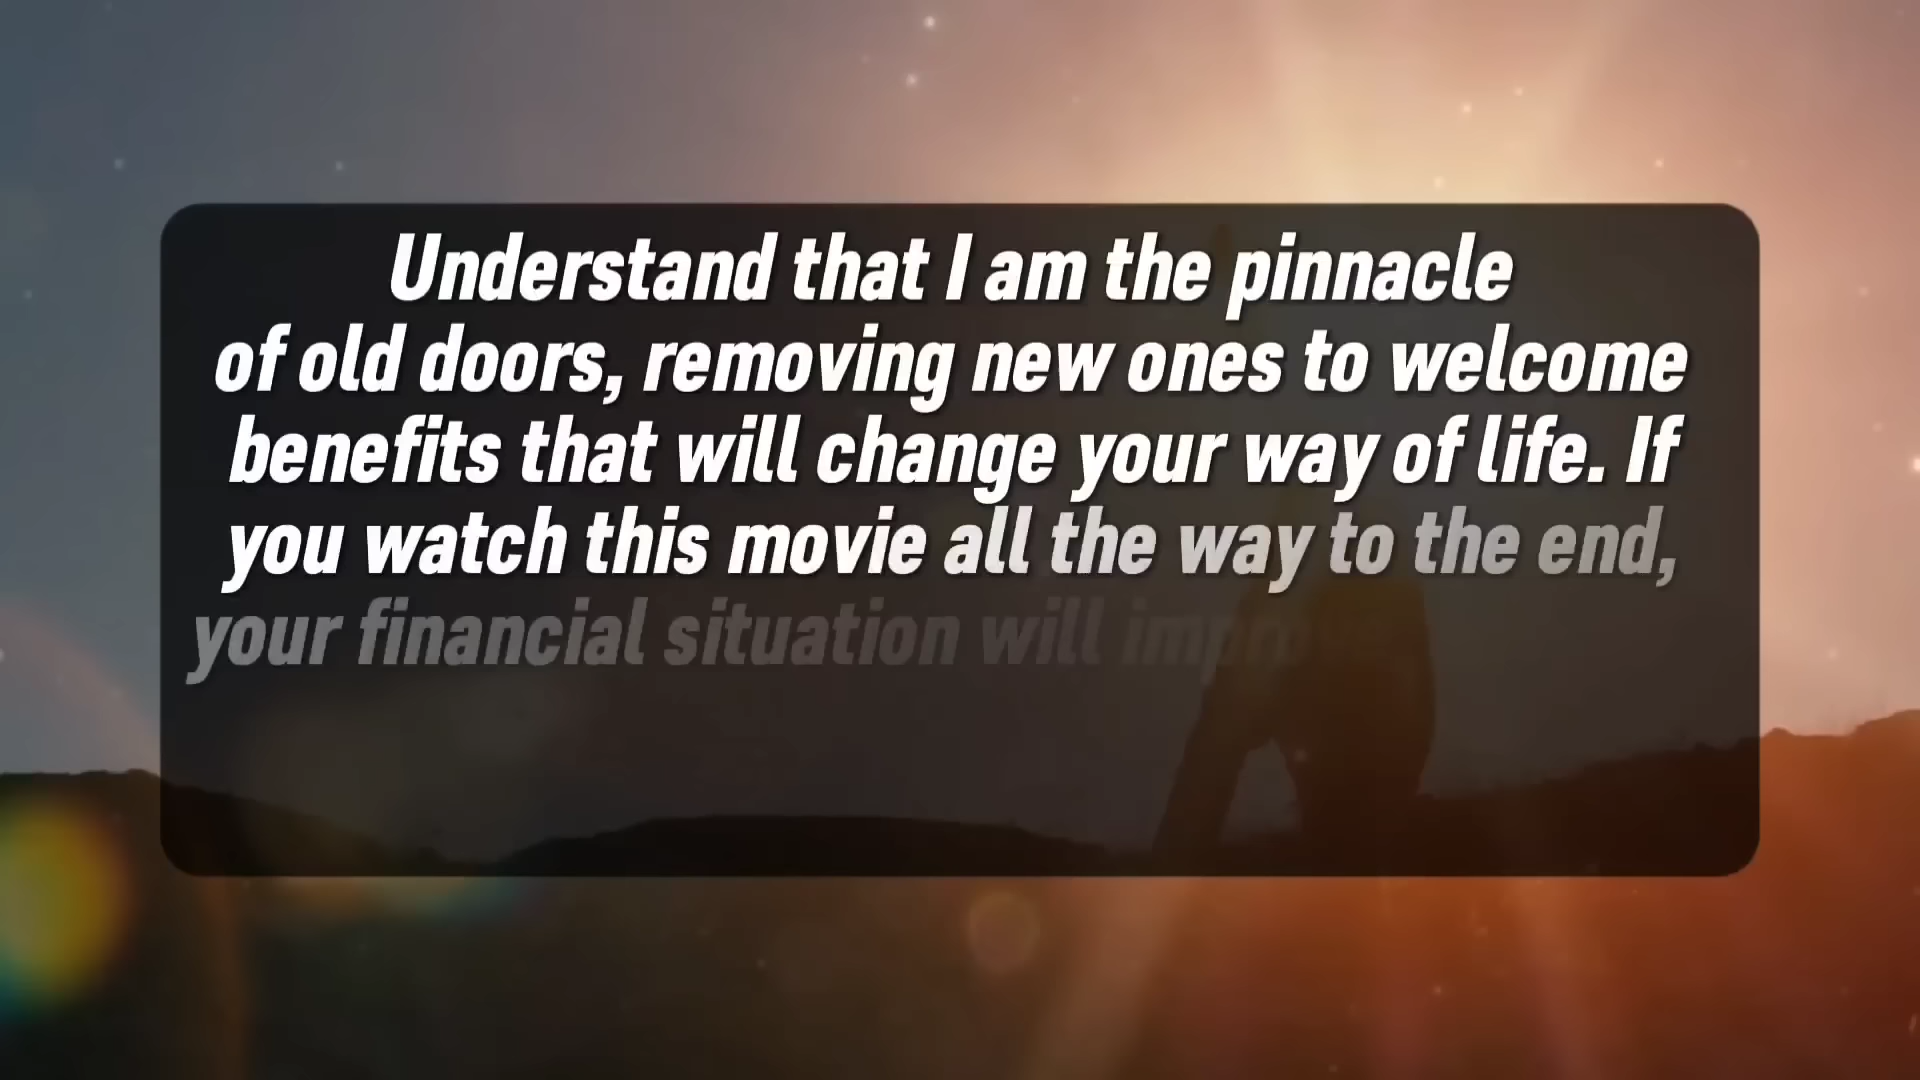 Understand that I am the pinnacle
of old doors, removing new ones to welcome
benefits that will change your way of life. If
you watch this movie all the way to the end,
your financial situation will improve